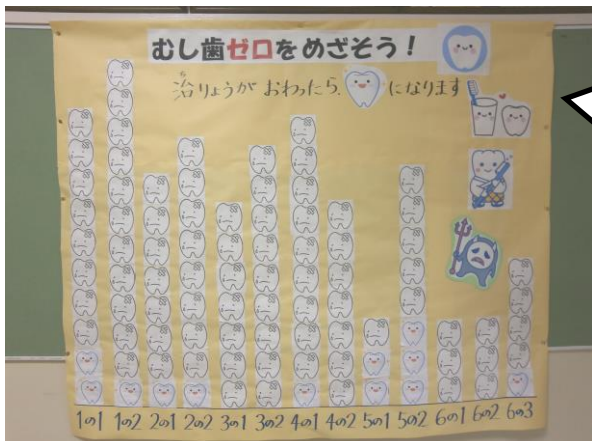 むし歯ゼロをめざそう！
ち
治りょうが おわったら、 になります
1の1 1の2 2の1 2の2 3の1 3の2 4の1 4の2 5の1 5の2 6の1 6の2 6の3